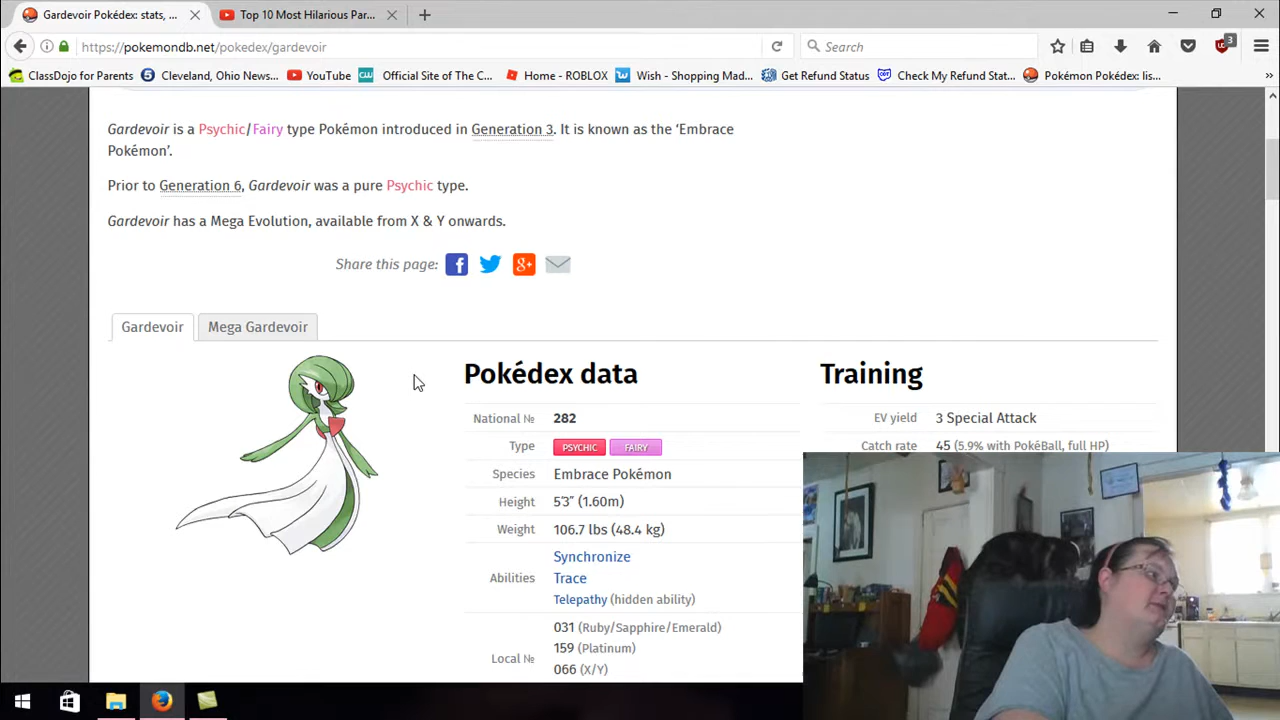 Gardevoir Pokédex: stats, ...
Top 10 Most Hilarious Par...
https://pokemondb.net/pokedex/gardevoir
Search
3
ClassDojo for Parents
Cleveland, Ohio News...
YouTube
Official Site of The C...
Home - ROBLOX
Wish - Shopping Mad...
Get Refund Status
Check My Refund Stat...
Pokémon Pokédex: lis...
Gardevoir is a Psychic/Fairy type Pokémon introduced in Generation 3. It is known as the ‘Embrace
Pokémon’.
Prior to Generation 6, Gardevoir was a pure Psychic type.
Gardevoir has a Mega Evolution, available from X & Y onwards.
Share this page:
Gardevoir
Mega Gardevoir
Pokédex data
National № 282
Type PSYCHIC FAIRY
Species Embrace Pokémon
Height 5′3″ (1.60m)
Weight 106.7 lbs (48.4 kg)
Abilities Synchronize
Trace
Telepathy (hidden ability)
Local № 031 (Ruby/Sapphire/Emerald)
159 (Platinum)
066 (X/Y)
Training
EV yield 3 Special Attack
Catch rate 45 (5.9% with PokéBall, full HP)